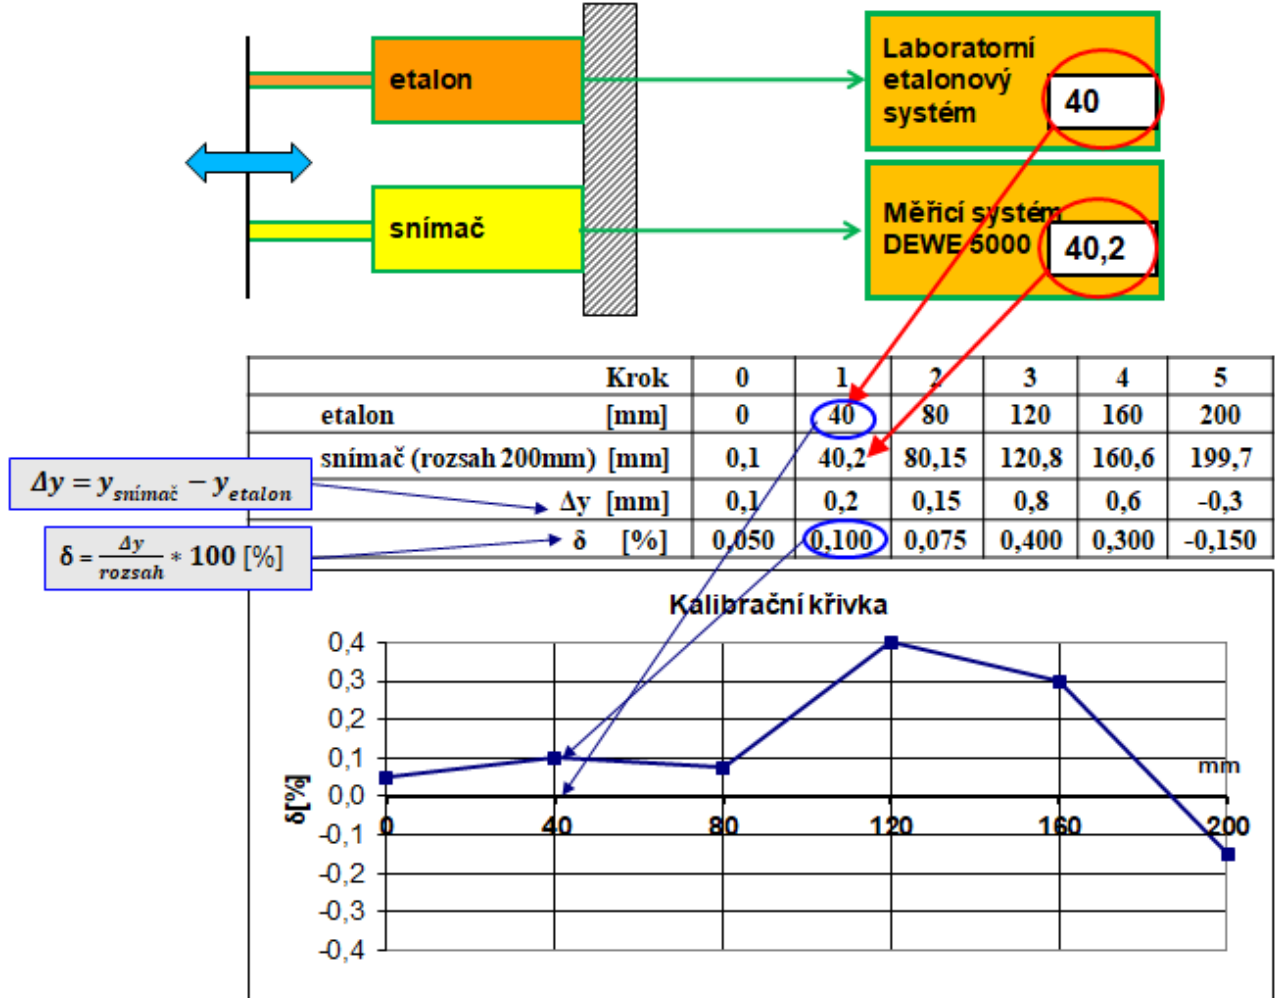 etalon
Laboratorní
etalonový
systém
40
snímač
Měřicí systém
DEWE 5000
40,2
Krok 0 1 2 3 4 5
etalon [mm] 0 40 80 120 160 200
snímač (rozsah 200mm) [mm] 0,1 40,2 80,15 120,8 160,6 199,7
Δy [mm] 0,1 0,2 0,15 0,8 0,6 -0,3
δ [%] 0,050 0,100 0,075 0,400 0,300 -0,150
Δy = y_snímač − y_etalon
δ = Δy/rozsah * 100 [%]
Kalibrační křivka
0,4
0,3
0,2
0,1
0,0
-0,1
-0,2
-0,3
-0,4
δ[%]
mm
0 40 80 120 160 200